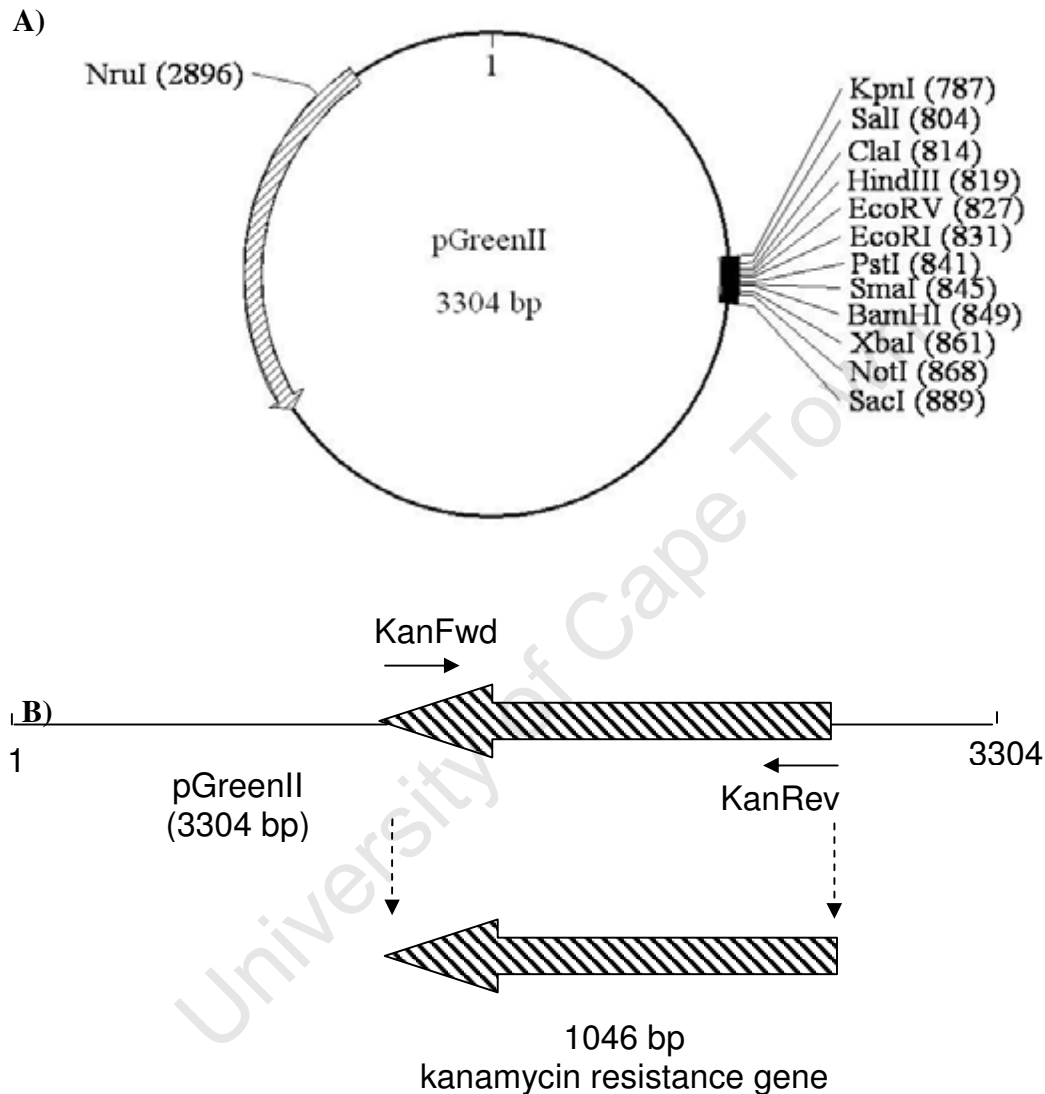 A)
NruI (2896)
1
pGreenII
3304 bp
KpnI (787)
SalI (804)
ClaI (814)
HindIII (819)
EcoRV (827)
EcoRI (831)
PstI (841)
SmaI (845)
BamHI (849)
XbaI (861)
NotI (868)
SacI (889)
University of Cape Town
KanFwd
B)
1
3304
pGreenII
(3304 bp)
KanRev
1046 bp
kanamycin resistance gene